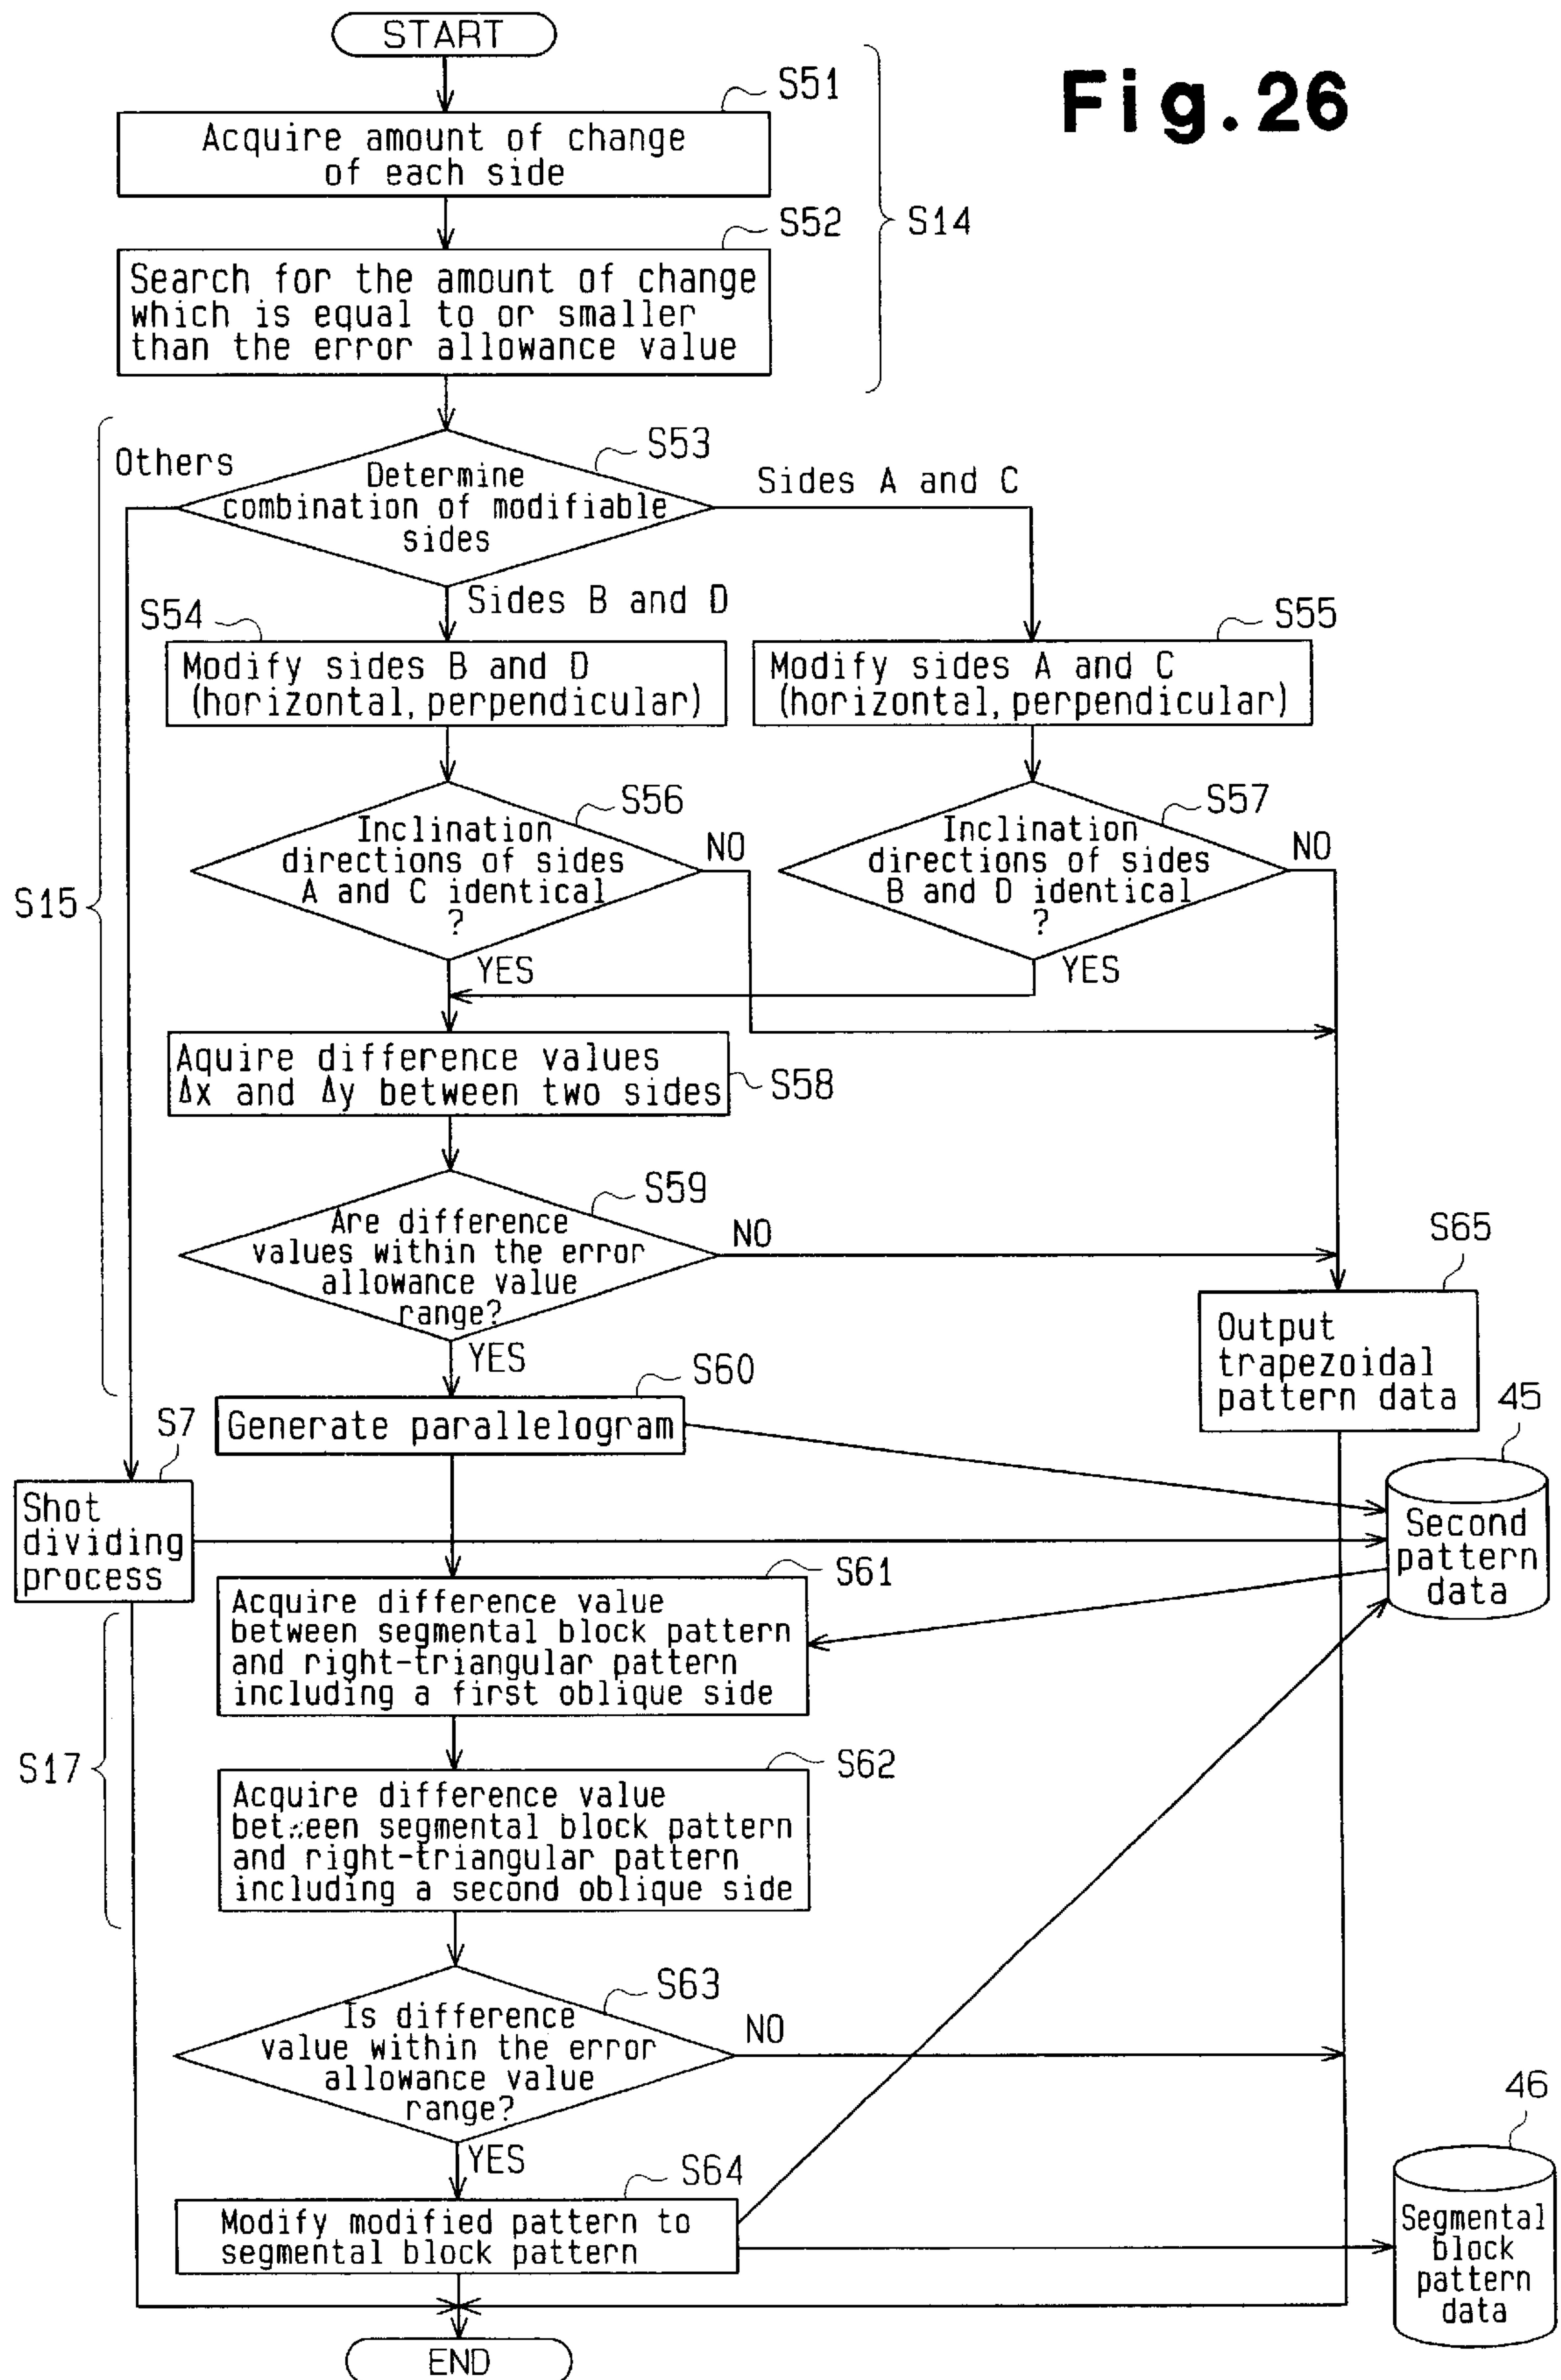 START
Fig.26
S51
Acquire amount of change
of each side
S52
S14
Search for the amount of change
which is equal to or smaller
than the error allowance value
Others
S53
Determine
combination of modifiable
sides
Sides A and C
Sides B and D
S54
Modify sides B and D
(horizontal, perpendicular)
S55
Modify sides A and C
(horizontal, perpendicular)
S56
Inclination
directions of sides
A and C identical
?
NO
YES
S57
Inclination
directions of sides
B and D identical
?
NO
YES
S15
Aquire difference values
Δx and Δy between two sides
S58
S59
Are difference
values within the error
allowance value
range?
NO
YES
S65
Output
trapezoidal
pattern data
S60
Generate parallelogram
S7
Shot
dividing
process
45
Second
pattern
data
S61
Acquire difference value
between segmental block pattern
and right-triangular pattern
including a first oblique side
S17
S62
Acquire difference value
between segmental block pattern
and right-triangular pattern
including a second oblique side
S63
Is difference
value within the error
allowance value
range?
NO
YES
S64
Modify modified pattern to
segmental block pattern
46
Segmental
block
pattern
data
END